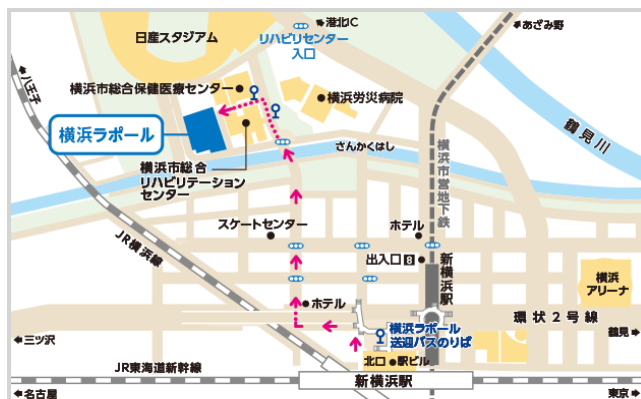 日産スタジアム
港北IC
リハビリセンター
入口
あざみ野
八王子
横浜市総合保健医療センター
横浜労災病院
横浜ラポール
鶴見川
横浜市総合
リハビリテーション
センター
さんかくはし
横浜市営地下鉄
スケートセンター
ホテル
JR横浜線
出入口8
新横浜駅
横浜
アリーナ
ホテル
環状2号線
横浜ラポール
送迎バスのりば
三ツ沢
鶴見
北口
駅ビル
JR東海道新幹線
新横浜駅
名古屋
東京